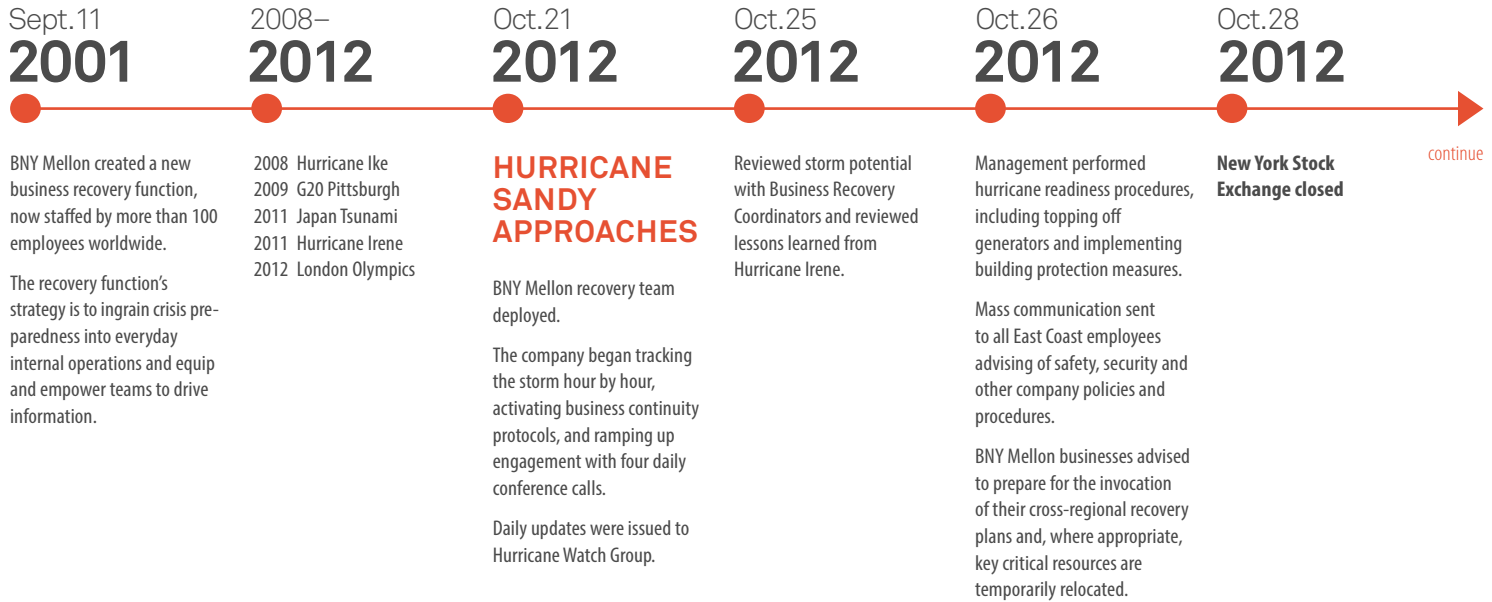 Sept.11
2001
BNY Mellon created a new
business recovery function,
now staffed by more than 100
employees worldwide.
The recovery function’s
strategy is to ingrain crisis pre-
paredness into everyday
internal operations and equip
and empower teams to drive
information.
2008–
2012
2008 Hurricane Ike
2009 G20 Pittsburgh
2011 Japan Tsunami
2011 Hurricane Irene
2012 London Olympics
Oct.21
2012
HURRICANE
SANDY
APPROACHES
BNY Mellon recovery team
deployed.
The company began tracking
the storm hour by hour,
activating business continuity
protocols, and ramping up
engagement with four daily
conference calls.
Daily updates were issued to
Hurricane Watch Group.
Oct.25
2012
Reviewed storm potential
with Business Recovery
Coordinators and reviewed
lessons learned from
Hurricane Irene.
Oct.26
2012
Management performed
hurricane readiness procedures,
including topping off
generators and implementing
building protection measures.
Mass communication sent
to all East Coast employees
advising of safety, security and
other company policies and
procedures.
BNY Mellon businesses advised
to prepare for the invocation
of their cross-regional recovery
plans and, where appropriate,
key critical resources are
temporarily relocated.
Oct.28
2012
New York Stock
Exchange closed
continue